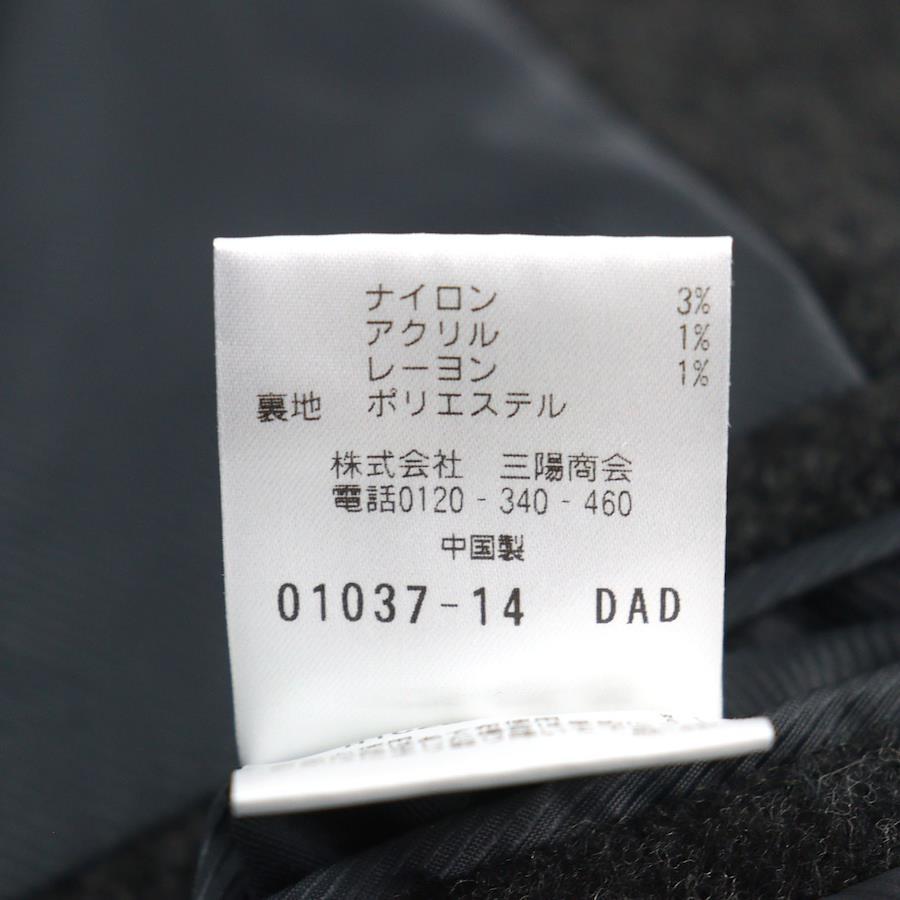 ナイロン 3%
アクリル 1%
レーヨン 1%
裏地 ポリエステル
株式会社 三陽商会
電話0120-340-460
中国製
01037-14 DAD